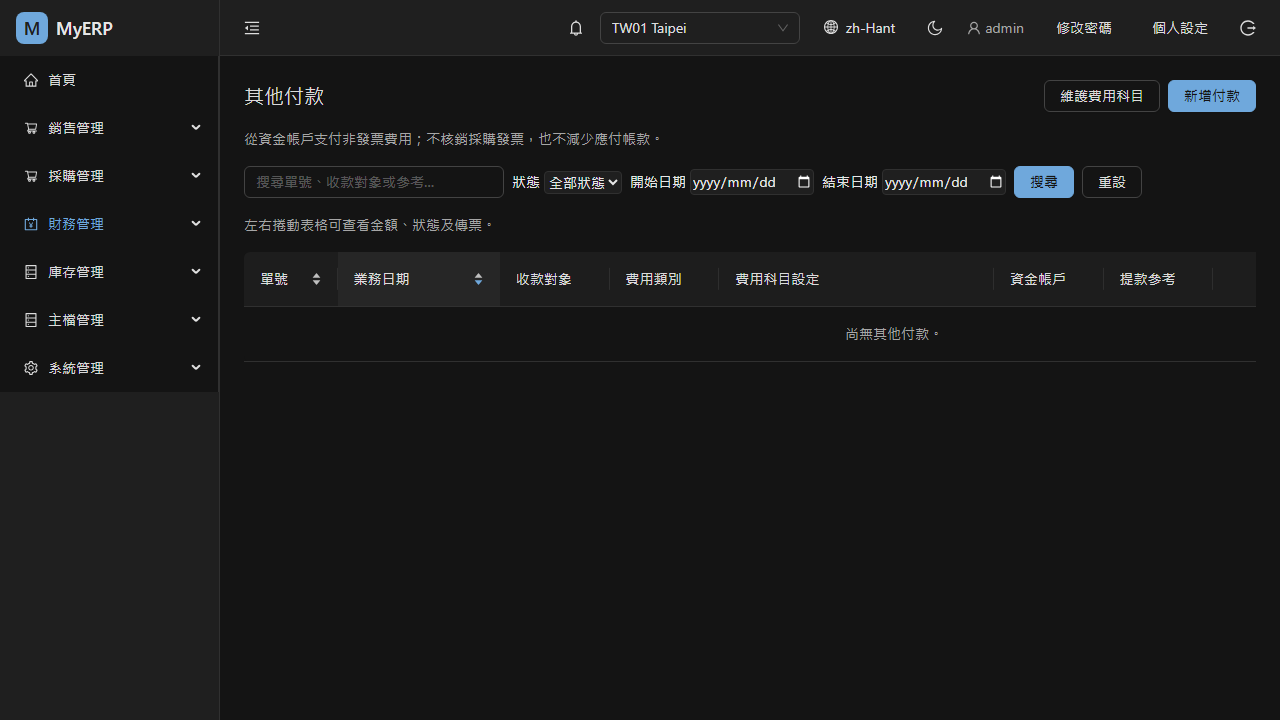 M MyERP
TW01 Taipei
zh-Hant
admin
修改密碼
個人設定
首頁
銷售管理
採購管理
財務管理
庫存管理
主檔管理
系統管理
其他付款
維護費用科目
新增付款
從資金帳戶支付非發票費用；不核銷採購發票，也不減少應付帳款。
搜尋單號、收款對象或參考...
狀態 全部狀態 開始日期 yyyy/mm/dd 結束日期 yyyy/mm/dd 搜尋 重設
左右捲動表格可查看金額、狀態及傳票。
單號 業務日期 收款對象 費用類別 費用科目設定 資金帳戶 提款參考
尚無其他付款。